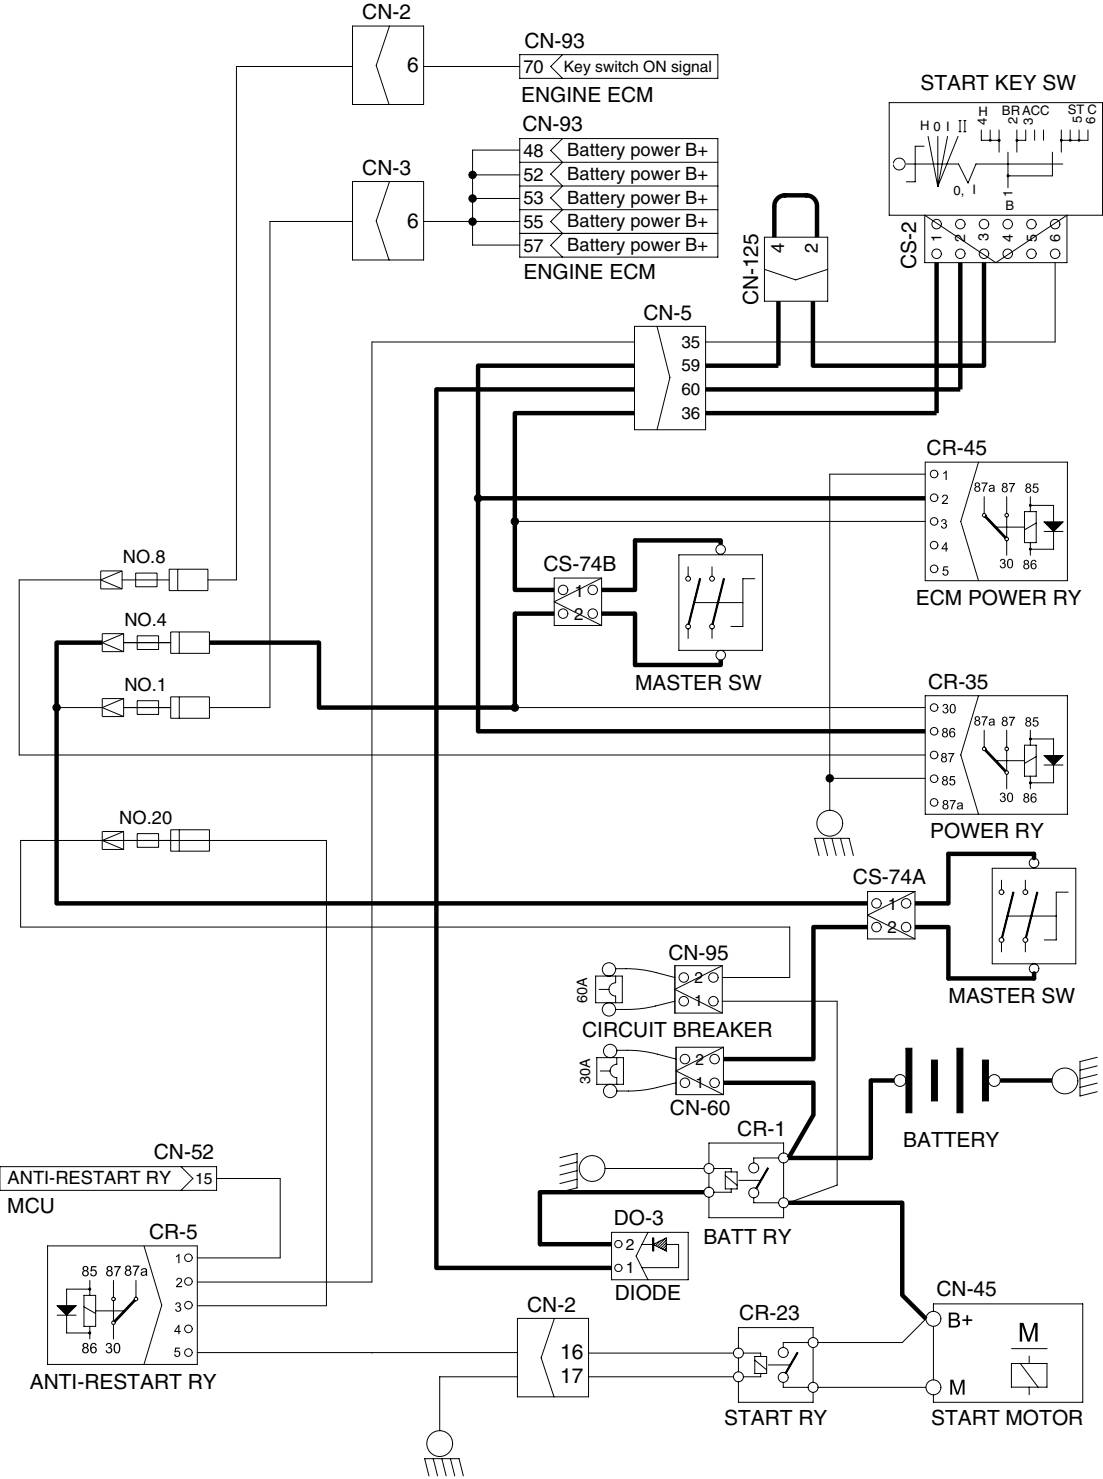 CN-2
6
CN-93
70 Key switch ON signal
ENGINE ECM
CN-93
48 Battery power B+
52 Battery power B+
53 Battery power B+
55 Battery power B+
57 Battery power B+
ENGINE ECM
CN-3
6
START KEY SW
H BR ACC ST C
4 2 3 5 6
H 0 I II
0, I
1
B
CS-2
1 2 3 4 5 6
CN-125
4 2
CN-5
35
59
60
36
CR-45
1
2
3
4
5
87a 87 85
30 86
ECM POWER RY
CS-74B
1
2
MASTER SW
NO.8
NO.4
NO.1
NO.20
CR-35
30
86
87
85
87a
87a 87 85
30 86
POWER RY
CS-74A
1
2
MASTER SW
CN-95
2
1
60A
CIRCUIT BREAKER
30A
2
1
CN-60
BATTERY
CR-1
BATT RY
DO-3
2
1
DIODE
CN-52
ANTI-RESTART RY 15
MCU
CR-5
1
2
3
4
5
85 87 87a
86 30
ANTI-RESTART RY
CN-2
16
17
CR-23
START RY
CN-45
B+
M
M
START MOTOR